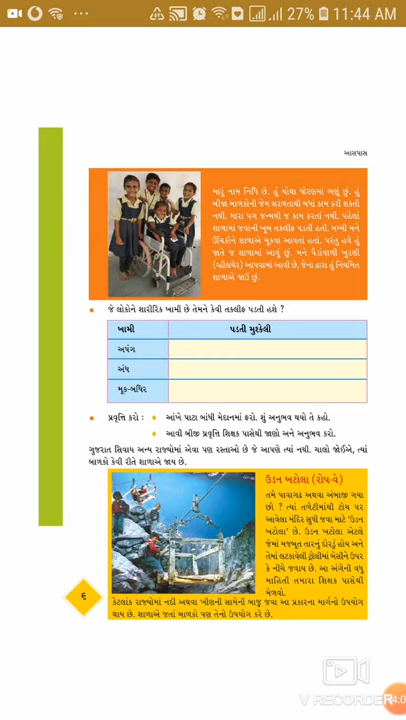 27% 11:44 AM
આસપાસ
મારું નામ નિધિ છે. હું ચોથા ધોરણમાં ભણું છું. હું
બીજા બાળકોની જેમ સરળતાથી બધાં કામ કરી શકતી
નથી. મારા પગ જન્મથી જ કામ કરતાં નથી. પહેલાં
શાળામાં જવાની ખૂબ તકલીફ પડતી હતી. મમ્મી મને
ઊંચકીને શાળાએ મૂકવા આવતાં હતાં. પરંતુ હવે હું
જાતે જ શાળામાં આવું છું. મને પૈડાંવાળી ખુરશી
(વ્હીલચેર) આપવામાં આવી છે, જેના દ્વારા હું નિયમિત
શાળાએ જાઉં છું.
● જે લોકોને શારીરિક ખામી છે તેમને કેવી તકલીફ પડતી હશે ?
ખામી પડતી મુશ્કેલી
અપંગ
અંધ
મૂક-બધિર
● પ્રવૃત્તિ કરો : ● આંખે પાટા બાંધી મેદાનમાં ફરો. શું અનુભવ થયો તે કહો.
● આવી બીજી પ્રવૃત્તિ શિક્ષક પાસેથી જાણો અને અનુભવ કરો.
ગુજરાત સિવાય અન્ય રાજ્યોમાં એવા પણ રસ્તાઓ છે જે આપણે ત્યાં નથી. ચાલો જોઈએ, ત્યાં
બાળકો કેવી રીતે શાળાએ જાય છે.
ઉડન ખટોલા (રોપ-વે)
તમે પાવાગઢ અથવા અંબાજી ગયા
છો ? ત્યાં તળેટીમાંથી ટોચ પર
આવેલા મંદિર સુધી જવા માટે 'ઉડન
ખટોલા' છે. ઉડન ખટોલા એટલે
જેમાં મજબૂત તારનું દોરડું હોય અને
તેમાં લટકાવેલી ટ્રોલીમાં બેસીને ઉપર
કે નીચે જવાય છે. આ અંગેની વધુ
માહિતી તમારા શિક્ષક પાસેથી
મેળવો.
કેટલાંક રાજ્યોમાં નદી અથવા ખીણની સામેની બાજુ જવા આ પ્રકારના માર્ગનો ઉપયોગ
થાય છે. શાળાએ જતાં બાળકો પણ તેનો ઉપયોગ કરે છે.
૬
V RECORDER